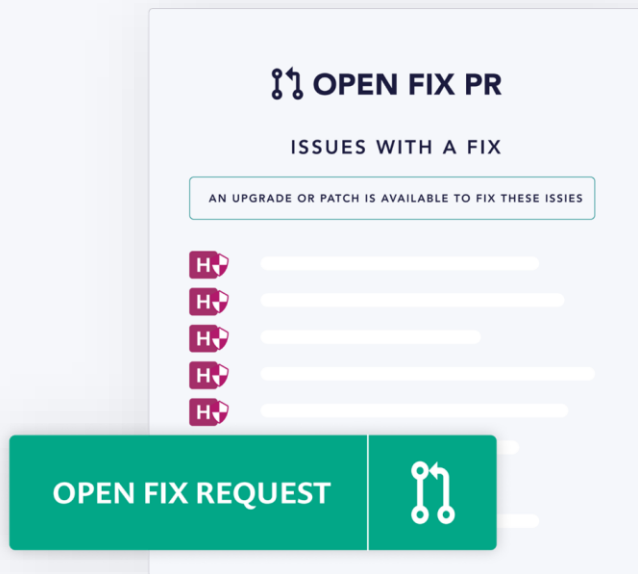 OPEN FIX PR
ISSUES WITH A FIX
AN UPGRADE OR PATCH IS AVAILABLE TO FIX THESE ISSIES
H
H
H
H
H
OPEN FIX REQUEST